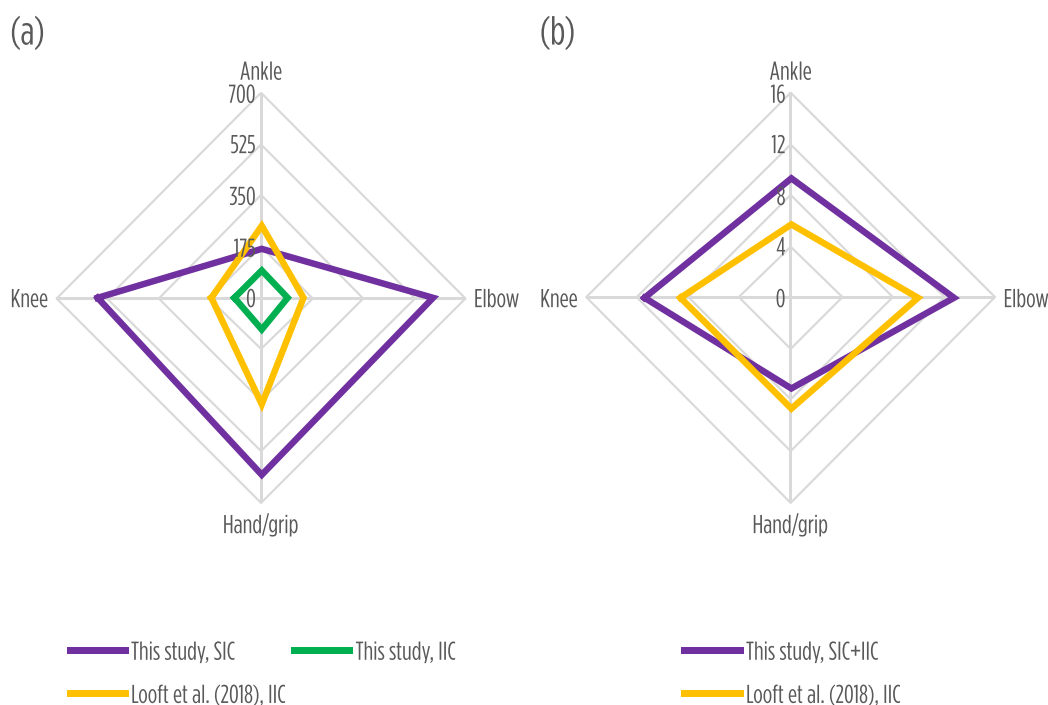 (a)
(b)
Ankle
700
525
350
175
0
Knee
Elbow
Hand/grip
Ankle
16
12
8
4
0
Knee
Elbow
Hand/grip
This study, SIC
This study, IIC
Looft et al. (2018), IIC
This study, SIC+IIC
Looft et al. (2018), IIC